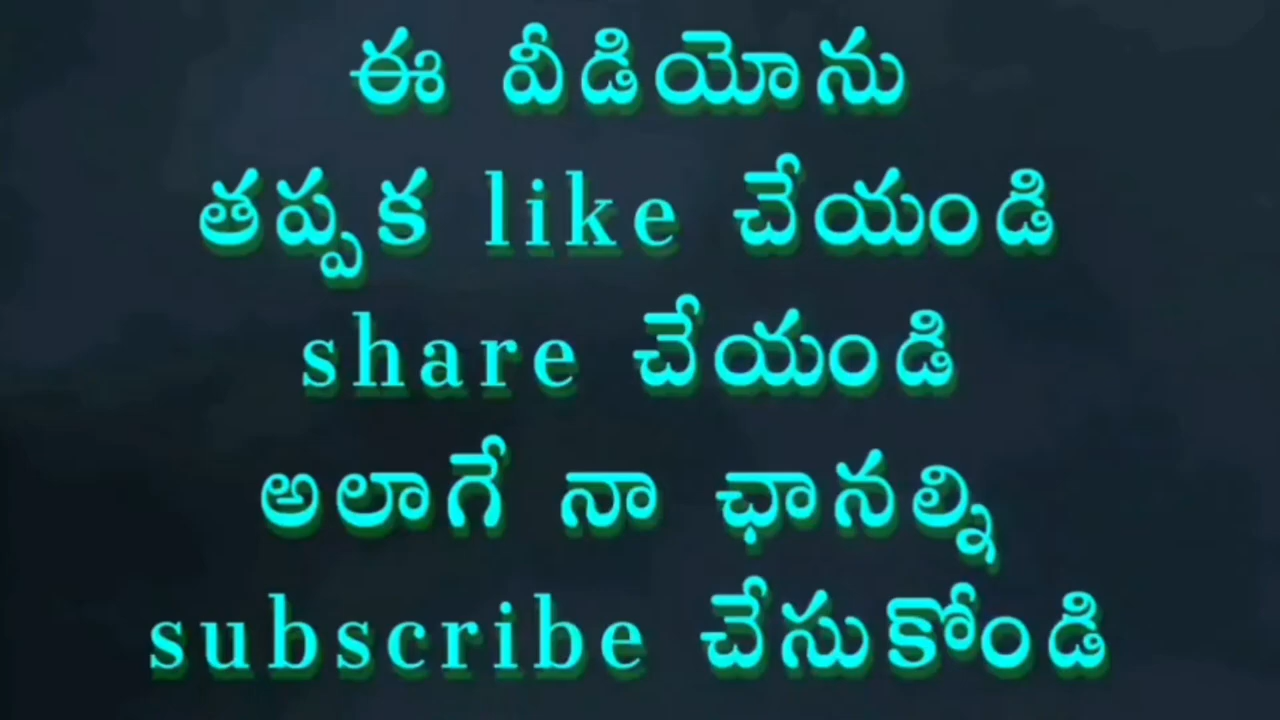 ఈ వీడియోను
తప్పక like చేయండి
share చేయండి
అలాగే నా ఛానల్ని
subscribe చేసుకోండి